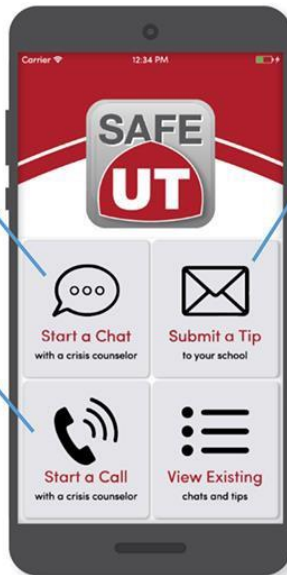 Carrier
12:34 PM
SAFE
UT
Start a Chat
with a crisis counselor
Submit a Tip
to your school
Start a Call
with a crisis counselor
View Existing
chats and tips